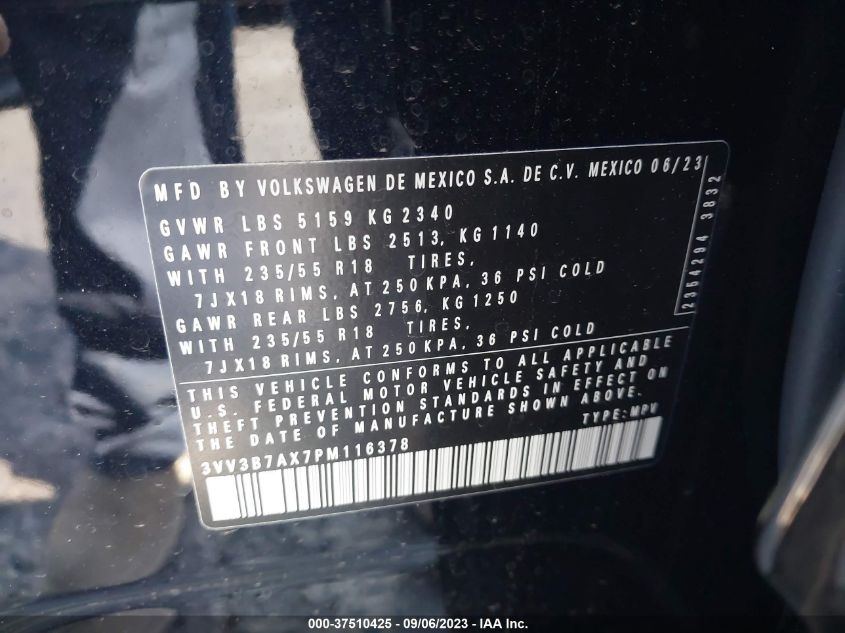 MFD BY VOLKSWAGEN DE MEXICO S.A. DE C.V. MEXICO 06/23
GVWR LBS 5159 KG 2340
GAWR FRONT LBS 2513, KG 1140
WITH 235/55 R18 TIRES,
7JX18 RIMS, AT 250 KPA, 36 PSI COLD
GAWR REAR LBS 2756, KG 1250
WITH 235/55 R18 TIRES,
7JX18 RIMS, AT 250 KPA, 36 PSI COLD
THIS VEHICLE CONFORMS TO ALL APPLICABLE
U.S. FEDERAL MOTOR VEHICLE SAFETY AND
THEFT PREVENTION STANDARDS IN EFFECT ON
THE DATE OF MANUFACTURE SHOWN ABOVE.
TYPE: MPV
3VV3B7AX7PM116378
2354294 3832
000-37510425 - 09/06/2023 - IAA Inc.